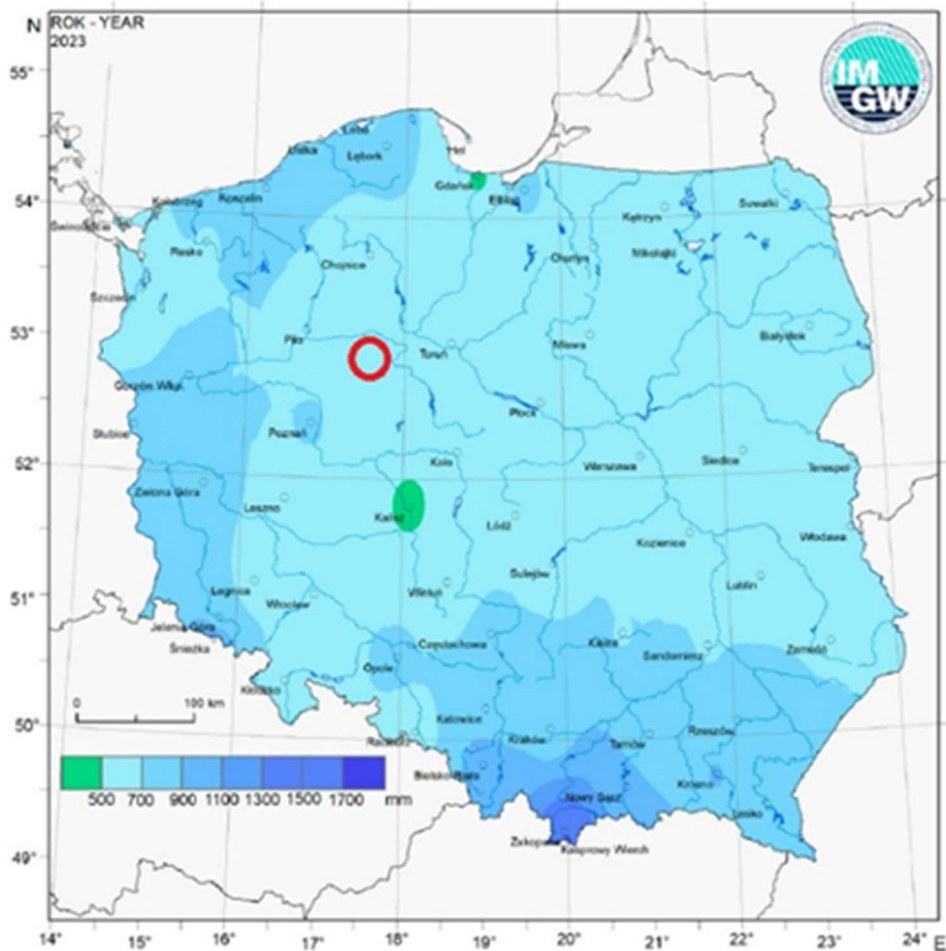 N
ROK - YEAR
2023
IM
GW
55°
Łeba
Ustka
Hel
Lębork
Gdańsk
54°
Kołobrzeg
Koszalin
Elbląg
Suwałki
Kętrzyn
Świnoujście
Resko
Chojnice
Olsztyn
Mikołajki
Szczecin
53°
Piła
Toruń
Mława
Białystok
Gorzów Wlkp.
Płock
Słubice
Poznań
52°
Koło
Warszawa
Siedlce
Terespol
Zielona Góra
Leszno
Kalisz
Łódź
Włodawa
Kozienice
51°
Legnica
Wrocław
Wieluń
Sulejów
Lublin
Jelenia Góra
Śnieżka
Częstochowa
Kielce
Sandomierz
Zamość
Opole
Kłodzko
0
100 km
50°
Katowice
Racibórz
Kraków
Tarnów
Rzeszów
Bielsko-Biała
Nowy Sącz
Krosno
Lesko
500 700 900 1100 1300 1500 1700 mm
Zakopane
Kasprowy Wierch
49°
14° 15° 16° 17° 18° 19° 20° 21° 22° 23° 24° E